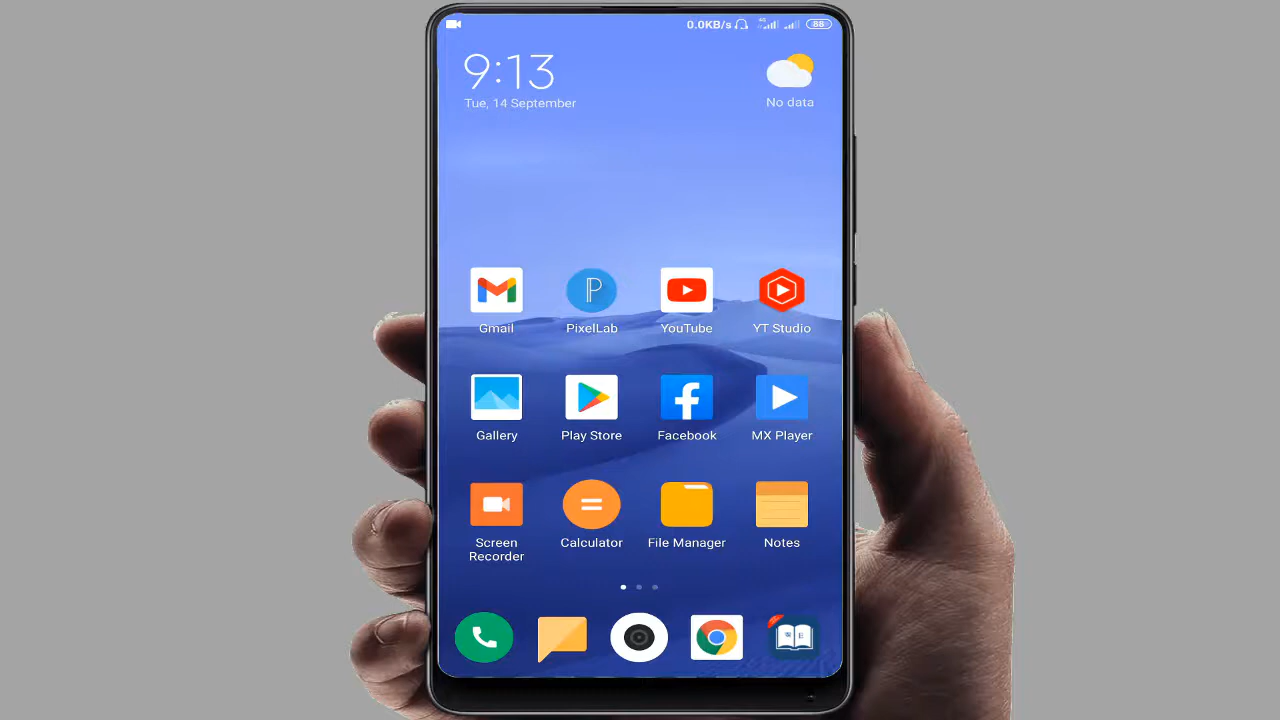 0.0KB/s 4G 88
9:13
Tue, 14 September
No data
Gmail PixelLab YouTube YT Studio
Gallery Play Store Facebook MX Player
Screen Recorder Calculator File Manager Notes